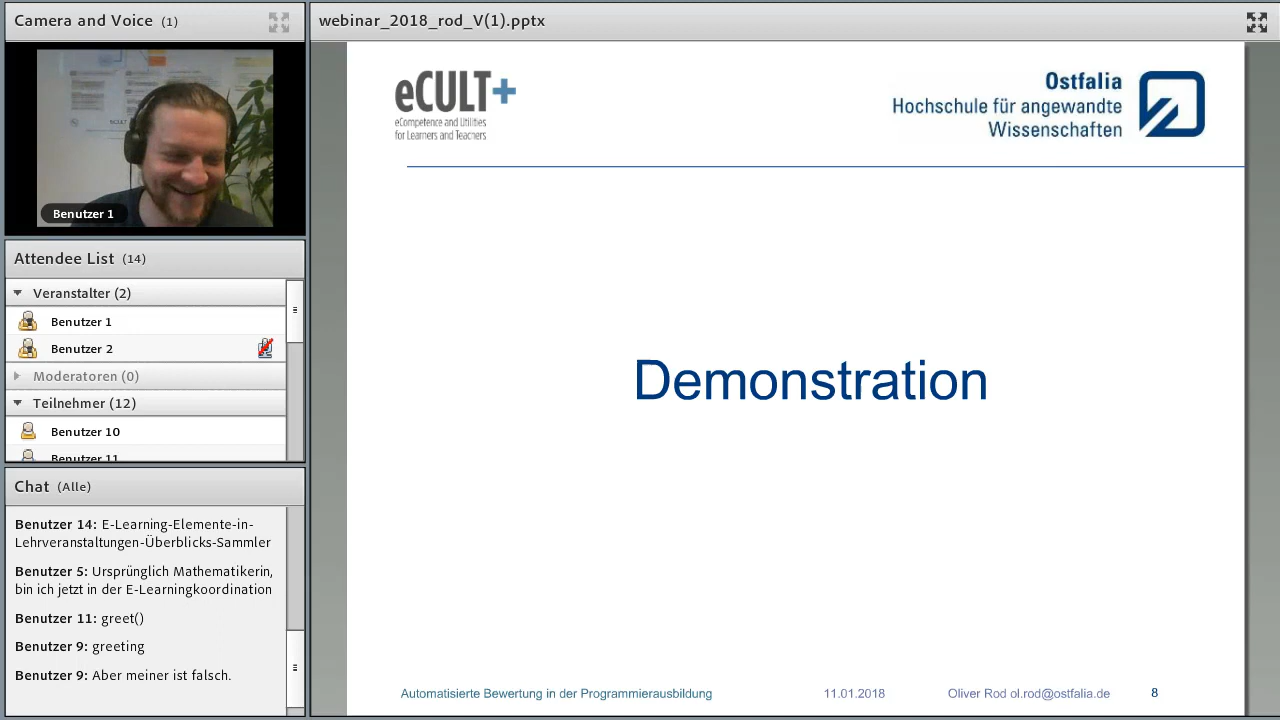 Camera and Voice (1)
Benutzer 1
Attendee List (14)
Veranstalter (2)
Benutzer 1
Benutzer 2
Moderatoren (0)
Teilnehmer (12)
Benutzer 10
Benutzer 11
Chat (Alle)
Benutzer 14: E-Learning-Elemente-in-
Lehrveranstaltungen-Überblicks-Sammler
Benutzer 5: Ursprünglich Mathematikerin,
bin ich jetzt in der E-Learningkoordination
Benutzer 11: greet()
Benutzer 9: greeting
Benutzer 9: Aber meiner ist falsch.
webinar_2018_rod_V(1).pptx
eCULT+
eCompetence and Utilities
for Learners and Teachers
Ostfalia
Hochschule für angewandte
Wissenschaften
Demonstration
Automatisierte Bewertung in der Programmierausbildung 11.01.2018 Oliver Rod ol.rod@ostfalia.de 8